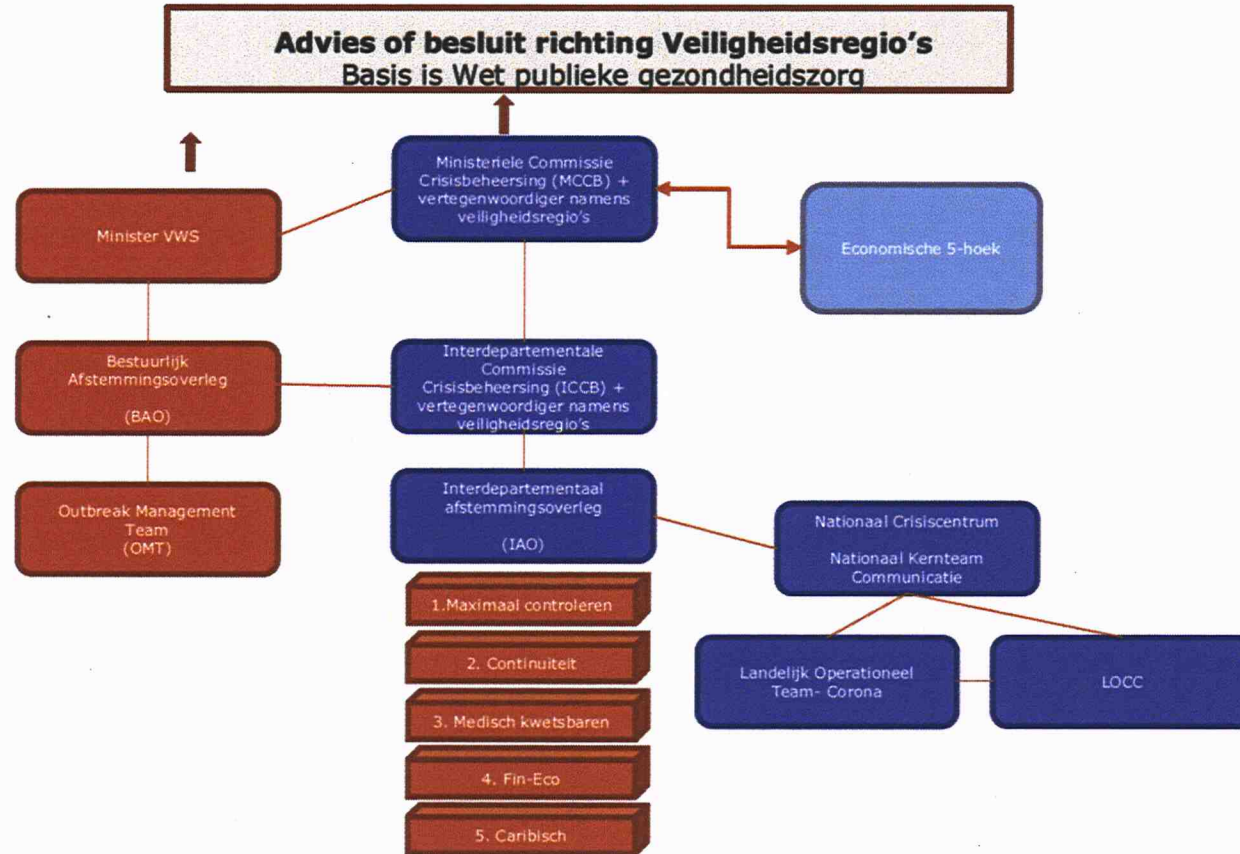 Advies of besluit richting Veiligheidsregio's
Basis is Wet publieke gezondheidszorg
Ministeriele Commissie
Crisisbeheersing (MCCB) +
vertegenwoordiger namens
veiligheidsregio's
Minister VWS
Economische 5-hoek
Bestuurlijk
Afstemmingsoverleg
(BAO)
Interdepartementale
Commissie
Crisisbeheersing (ICCB) +
vertegenwoordiger namens
veiligheidsregio's
Outbreak Management
Team
(OMT)
Interdepartementaal
afstemmingsoverleg
(IAO)
Nationaal Crisiscentrum
Nationaal Kernteam
Communicatie
1.Maximaal controleren
2. Continuiteit
3. Medisch kwetsbaren
4. Fin-Eco
5. Caribisch
Landelijk Operationeel
Team- Corona
LOCC